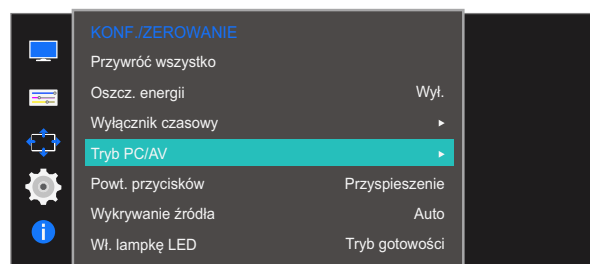 KONF./ZEROWANIE
Przywróć wszystko
Oszcz. energii Wył.
Wyłącznik czasowy
Tryb PC/AV
Powt. przycisków Przyspieszenie
Wykrywanie źródła Auto
Wł. lampkę LED Tryb gotowości